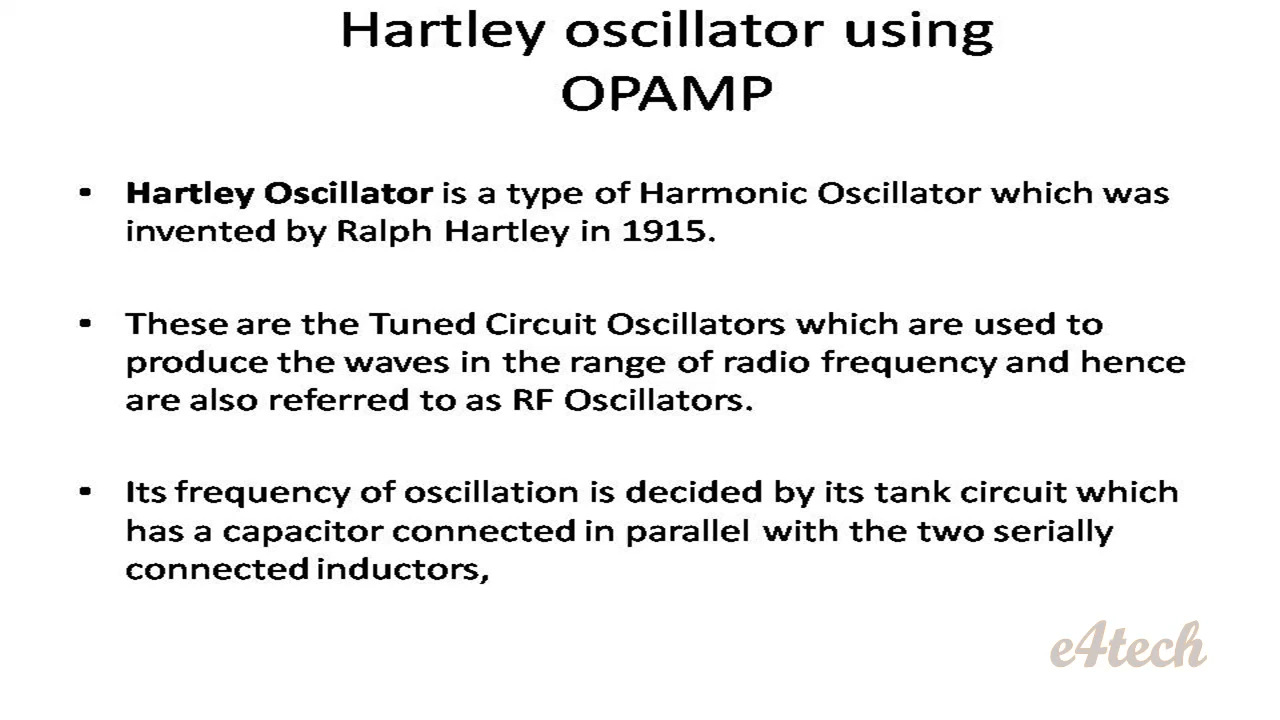 Hartley oscillator using
OPAMP
• Hartley Oscillator is a type of Harmonic Oscillator which was
invented by Ralph Hartley in 1915.
• These are the Tuned Circuit Oscillators which are used to
produce the waves in the range of radio frequency and hence
are also referred to as RF Oscillators.
• Its frequency of oscillation is decided by its tank circuit which
has a capacitor connected in parallel with the two serially
connected inductors,
e4tech